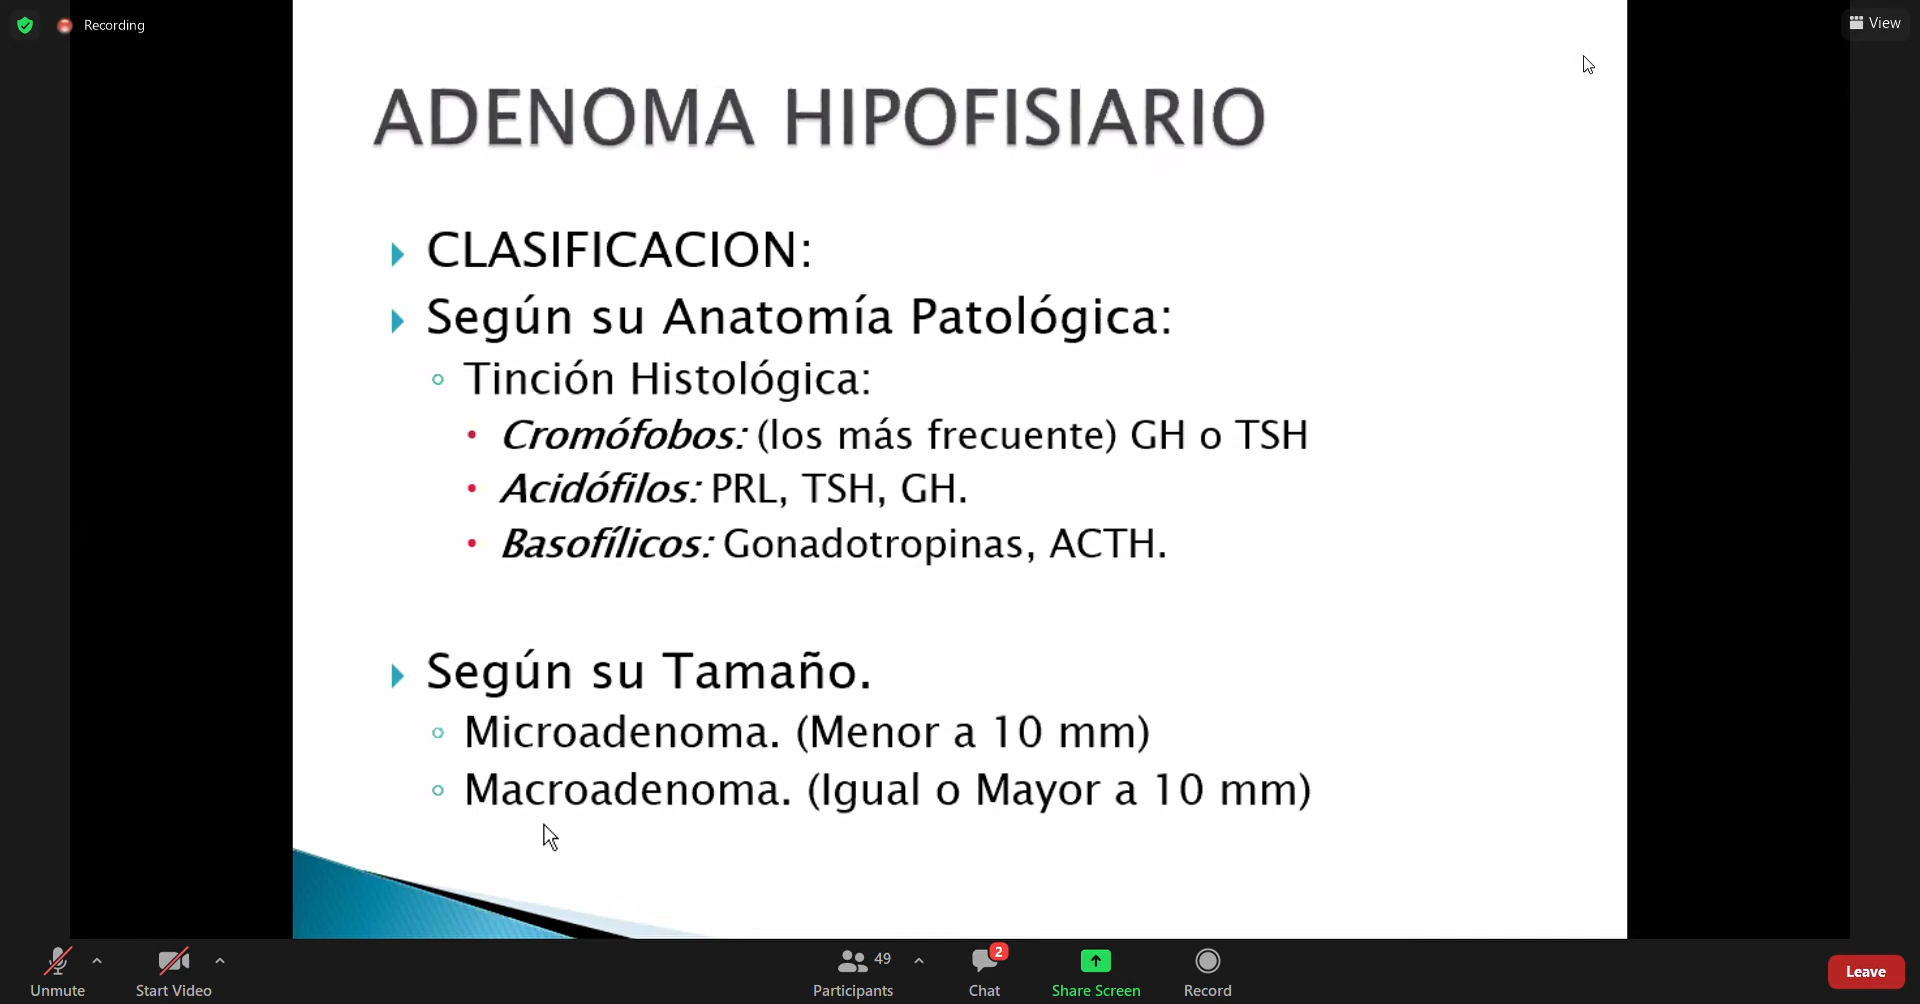 Recording
View
ADENOMA HIPOFISIARIO
CLASIFICACION:
Según su Anatomía Patológica:
Tinción Histológica:
Cromófobos: (los más frecuente) GH o TSH
Acidófilos: PRL, TSH, GH.
Basofílicos: Gonadotropinas, ACTH.
Según su Tamaño.
Microadenoma. (Menor a 10 mm)
Macroadenoma. (Igual o Mayor a 10 mm)
49
2
Unmute
Start Video
Participants
Chat
Share Screen
Record
Leave